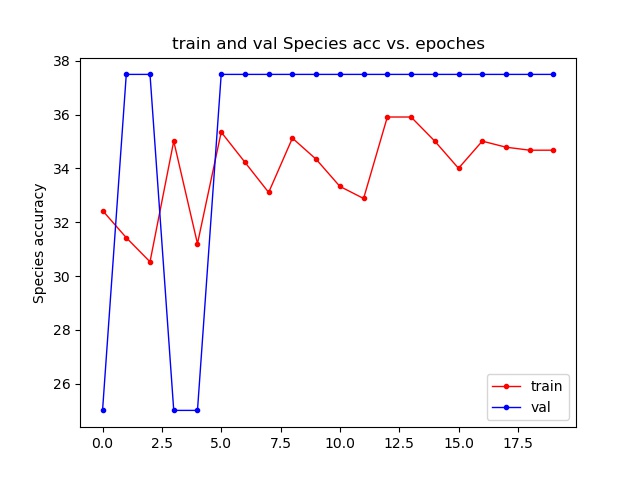 train and val Species acc vs. epoches
Species accuracy
38
36
34
32
30
28
26
0.0 2.5 5.0 7.5 10.0 12.5 15.0 17.5
train
val